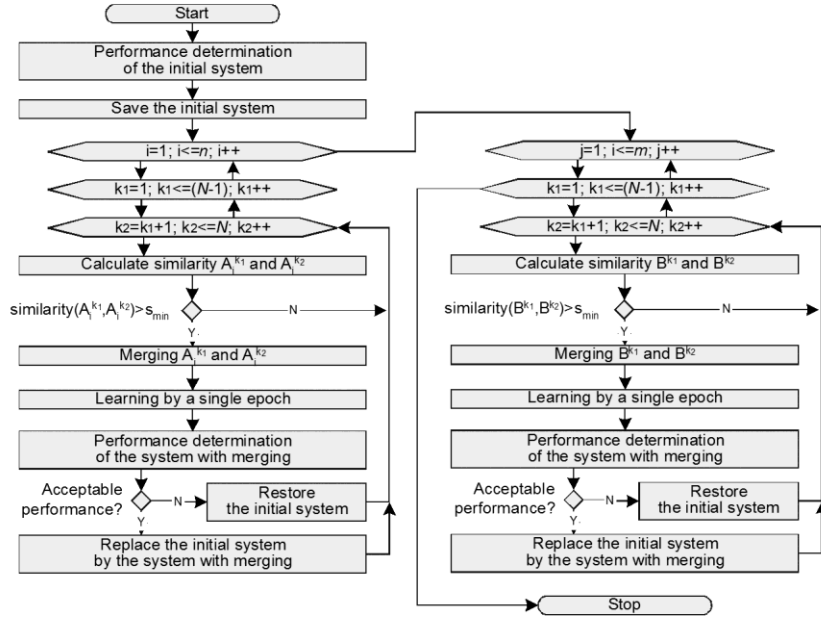 Start
Performance determination
of the initial system
Save the initial system
i=1; i<=n; i++
k₁=1; k₁<=(N-1); k₁++
k₂=k₁+1; k₂<=N; k₂++
Calculate similarity Aᵢᵏ¹ and Aᵢᵏ²
similarity(Aᵢᵏ¹,Aᵢᵏ²)>sₘᵢₙ
N
Y
Merging Aᵢᵏ¹ and Aᵢᵏ²
Learning by a single epoch
Performance determination
of the system with merging
Acceptable
performance?
N
Y
Restore
the initial system
Replace the initial system
by the system with merging
j=1; i<=m; j++
k₁=1; k₁<=(N-1); k₁++
k₂=k₁+1; k₂<=N; k₂++
Calculate similarity Bᵏ¹ and Bᵏ²
similarity(Bᵏ¹,Bᵏ²)>sₘᵢₙ
N
Y
Merging Bᵏ¹ and Bᵏ²
Learning by a single epoch
Performance determination
of the system with merging
Acceptable
performance?
N
Y
Restore
the initial system
Replace the initial system
by the system with merging
Stop